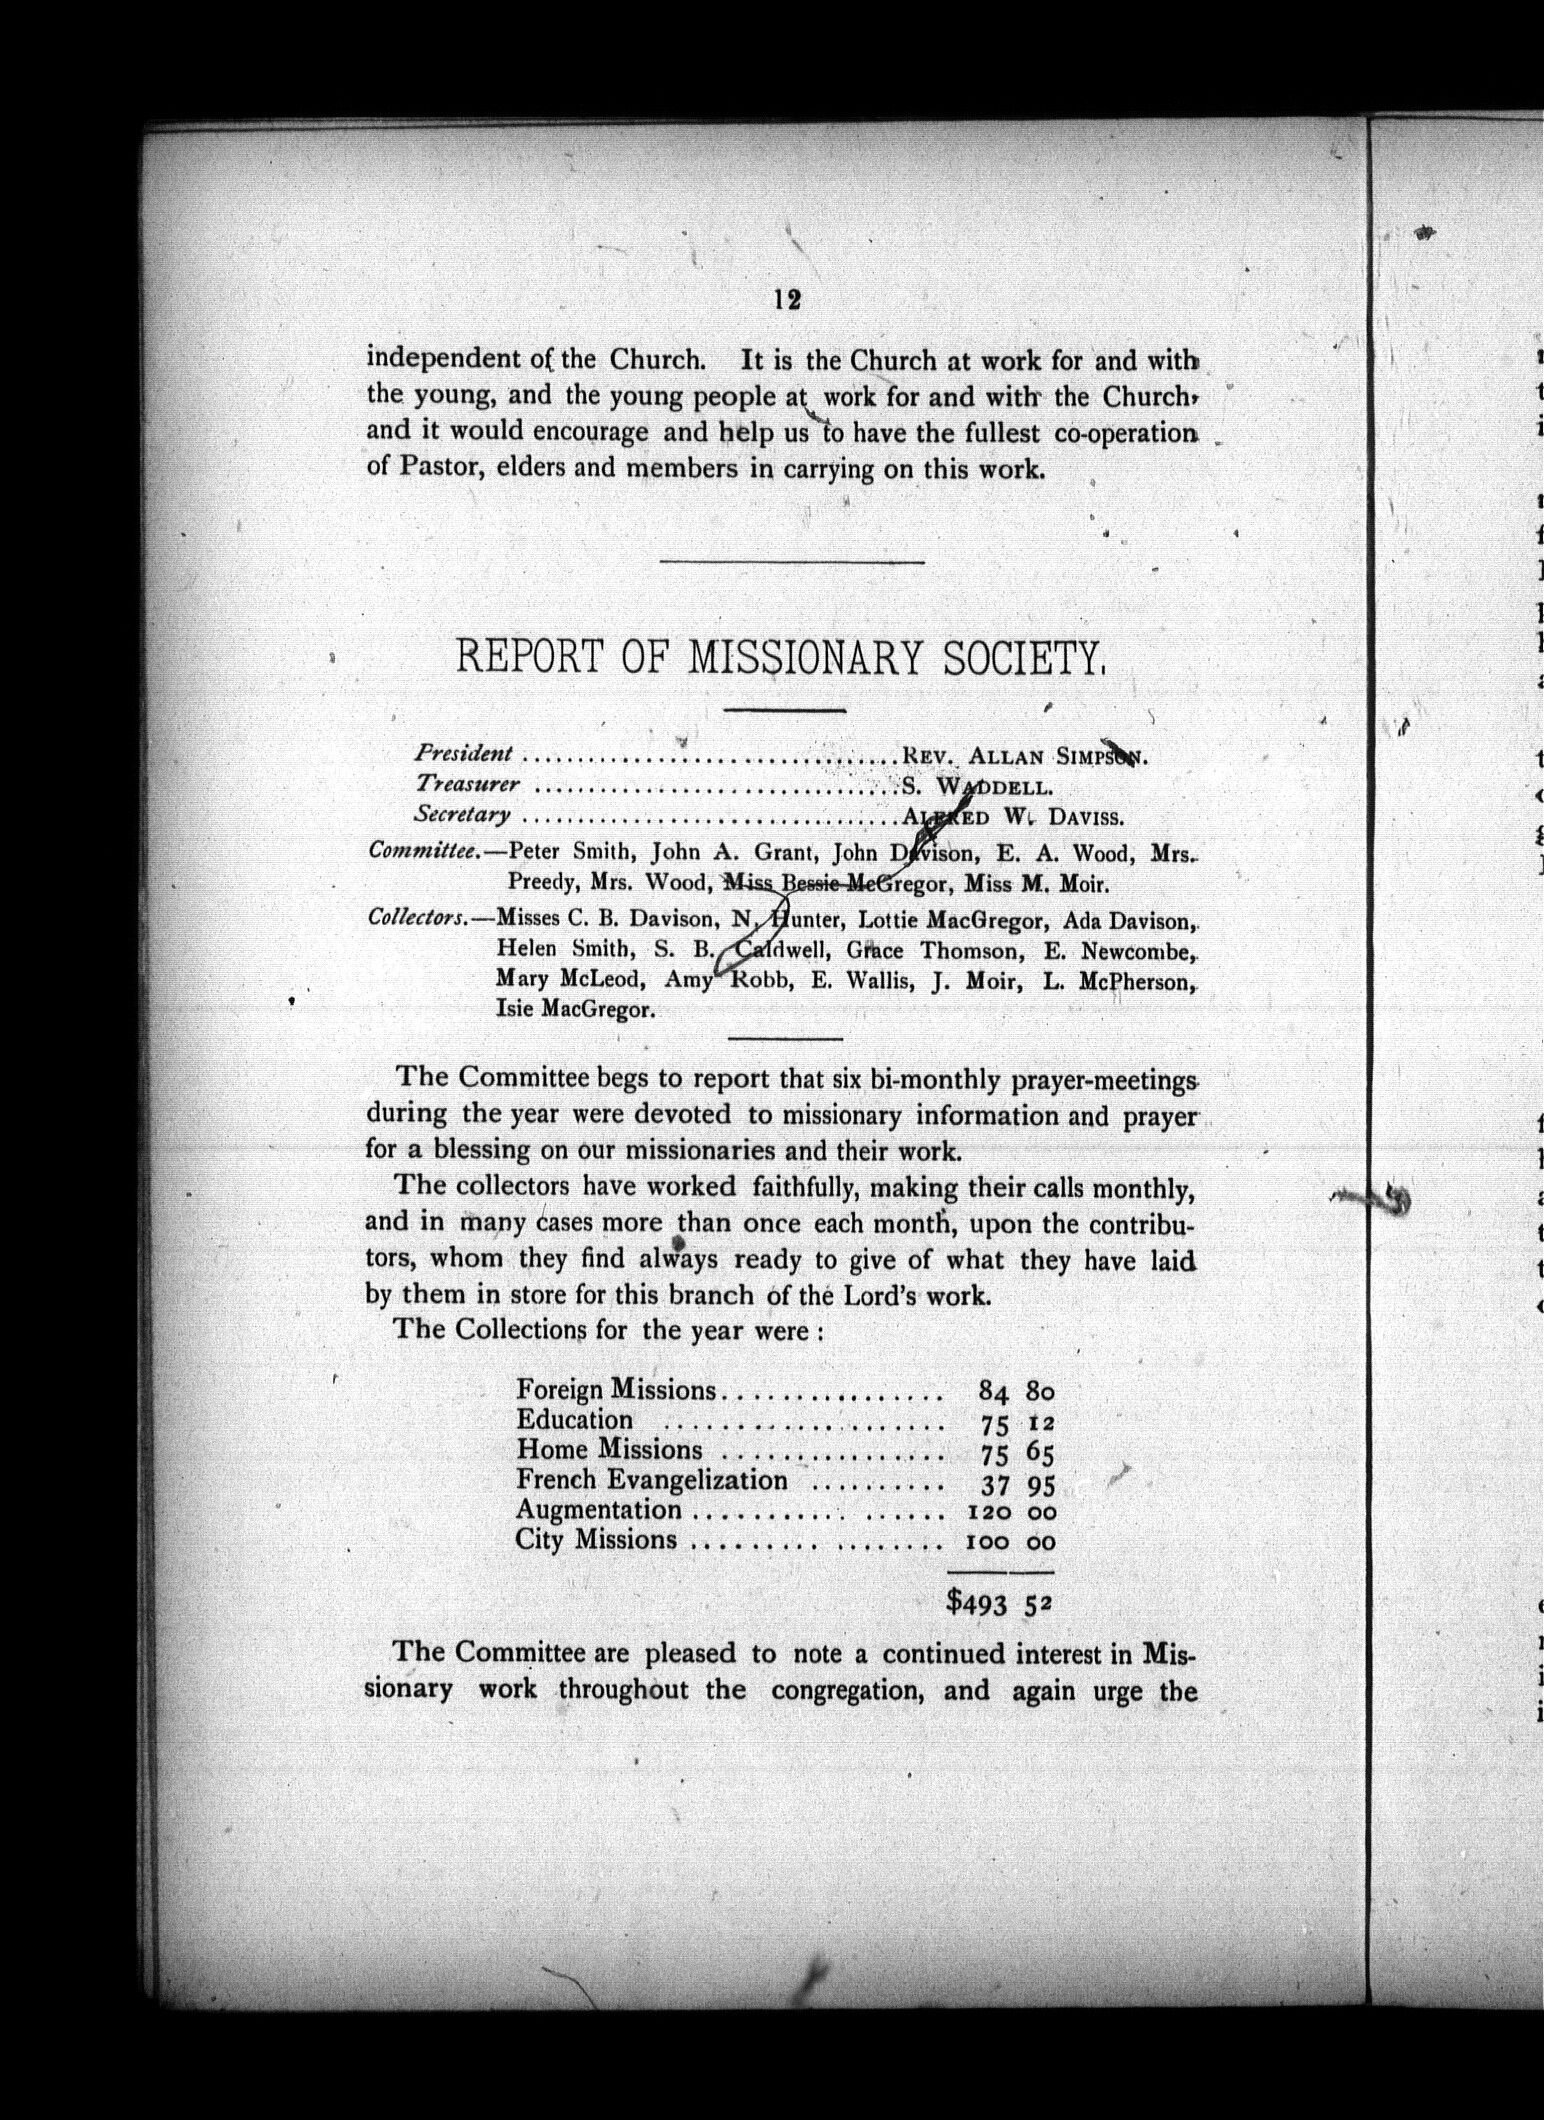 12
independent of the Church. It is the Church at work for and with
the young, and the young people at work for and with the Church,
and it would encourage and help us to have the fullest co-operation
of Pastor, elders and members in carrying on this work.
REPORT OF MISSIONARY SOCIETY.
President ................................. REV. ALLAN SIMPSON.
Treasurer ................................ S. WADDELL.
Secretary ................................. ALFRED W. DAVISS.
Committee.—Peter Smith, John A. Grant, John Davison, E. A. Wood, Mrs.
Preedy, Mrs. Wood, Miss Bessie McGregor, Miss M. Moir.
Collectors.—Misses C. B. Davison, N. Hunter, Lottie MacGregor, Ada Davison,
Helen Smith, S. B. Caldwell, Grace Thomson, E. Newcombe,
Mary McLeod, Amy Robb, E. Wallis, J. Moir, L. McPherson,
Isie MacGregor.
The Committee begs to report that six bi-monthly prayer-meetings
during the year were devoted to missionary information and prayer
for a blessing on our missionaries and their work.
The collectors have worked faithfully, making their calls monthly,
and in many cases more than once each month, upon the contribu-
tors, whom they find always ready to give of what they have laid
by them in store for this branch of the Lord's work.
The Collections for the year were :
Foreign Missions ............... 84 80
Education ................... 75 12
Home Missions ............... 75 65
French Evangelization .......... 37 95
Augmentation ................. 120 00
City Missions ................. 100 00
$493 52
The Committee are pleased to note a continued interest in Mis-
sionary work throughout the congregation, and again urge the